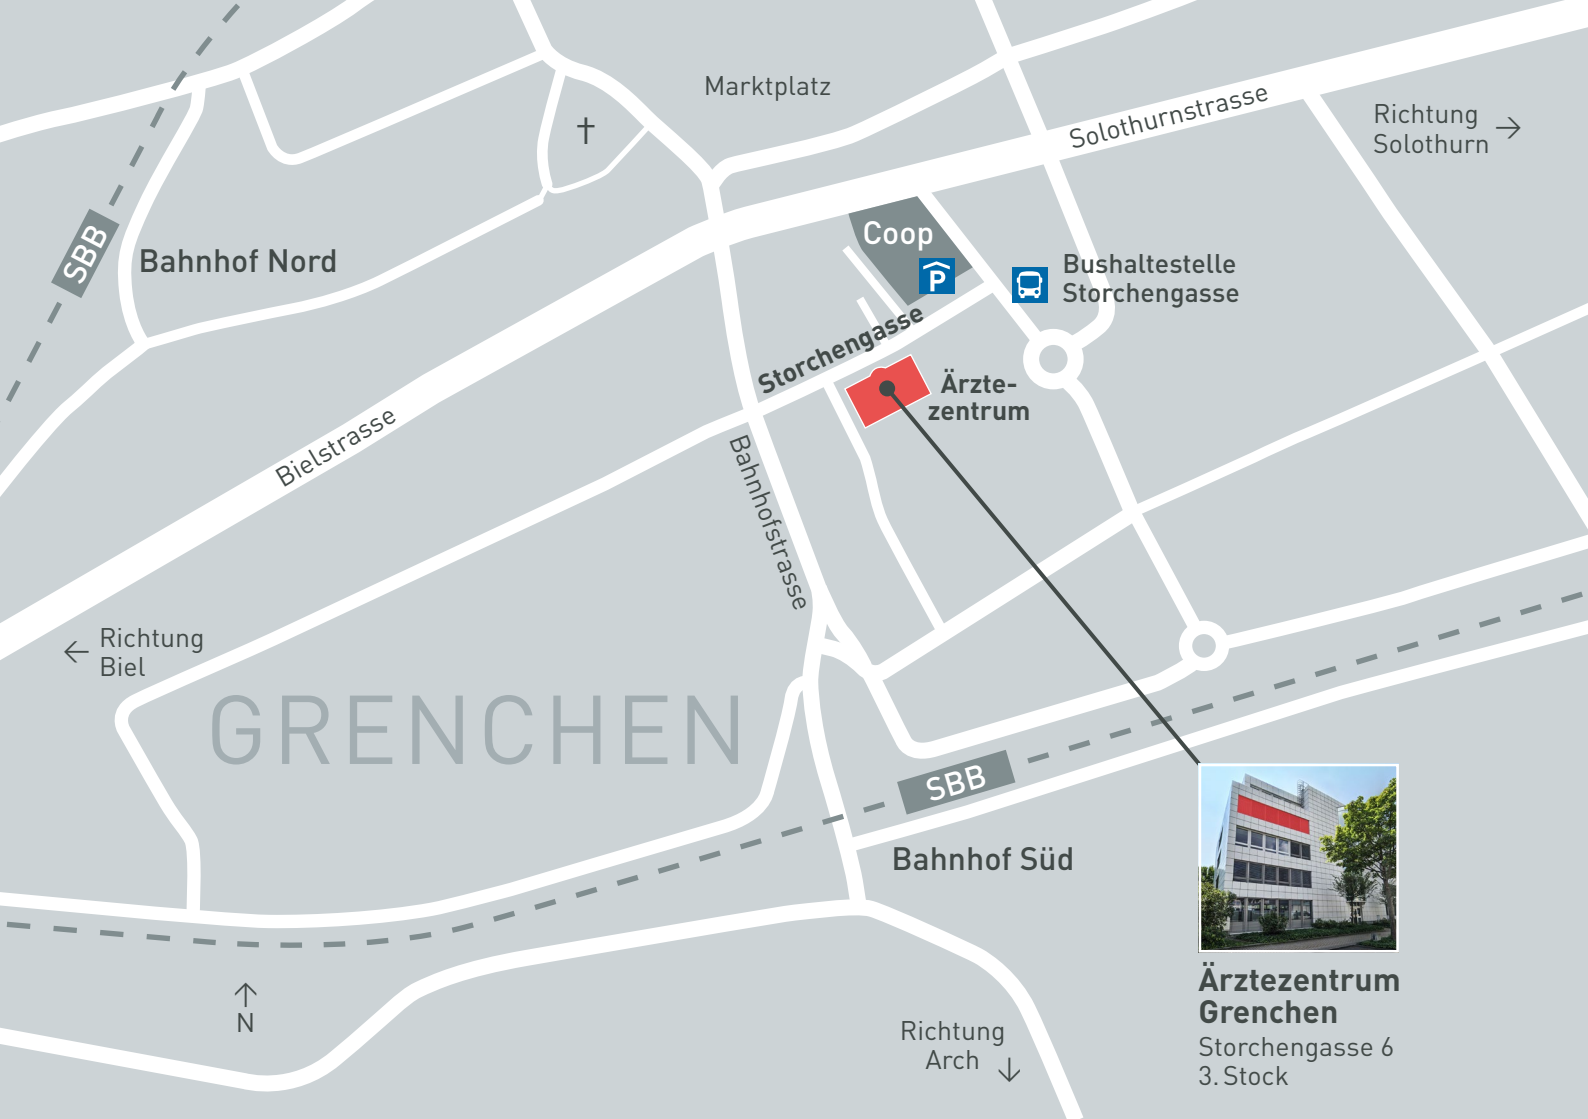 Marktplatz
Solothurnstrasse
Richtung
Solothurn
SBB
Bahnhof Nord
Coop
P
Bushaltestelle
Storchengasse
Storchengasse
Ärzte-
zentrum
Bielstrasse
Bahnhofstrasse
Richtung
Biel
GRENCHEN
SBB
Bahnhof Süd
N
Richtung
Arch
Ärztezentrum
Grenchen
Storchengasse 6
3. Stock